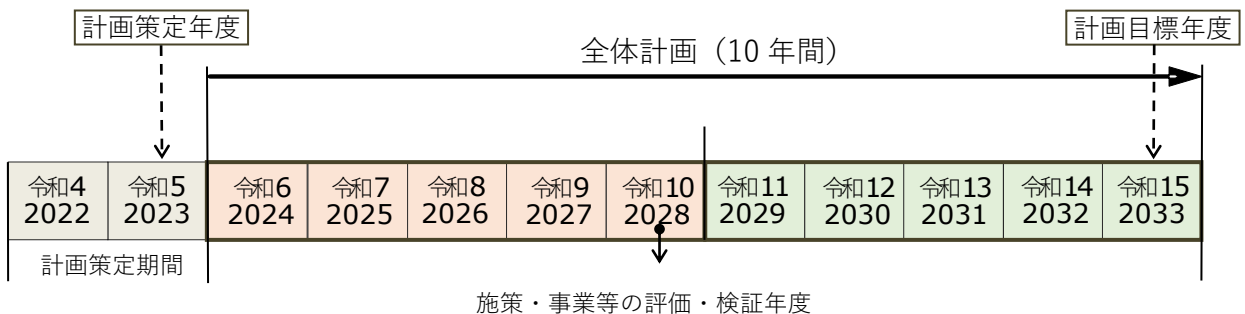 計画策定年度
計画目標年度
全体計画（10 年間）
令和4 令和5 令和6 令和7 令和8 令和9 令和10 令和11 令和12 令和13 令和14 令和15
2022 2023 2024 2025 2026 2027 2028 2029 2030 2031 2032 2033
計画策定期間
施策・事業等の評価・検証年度